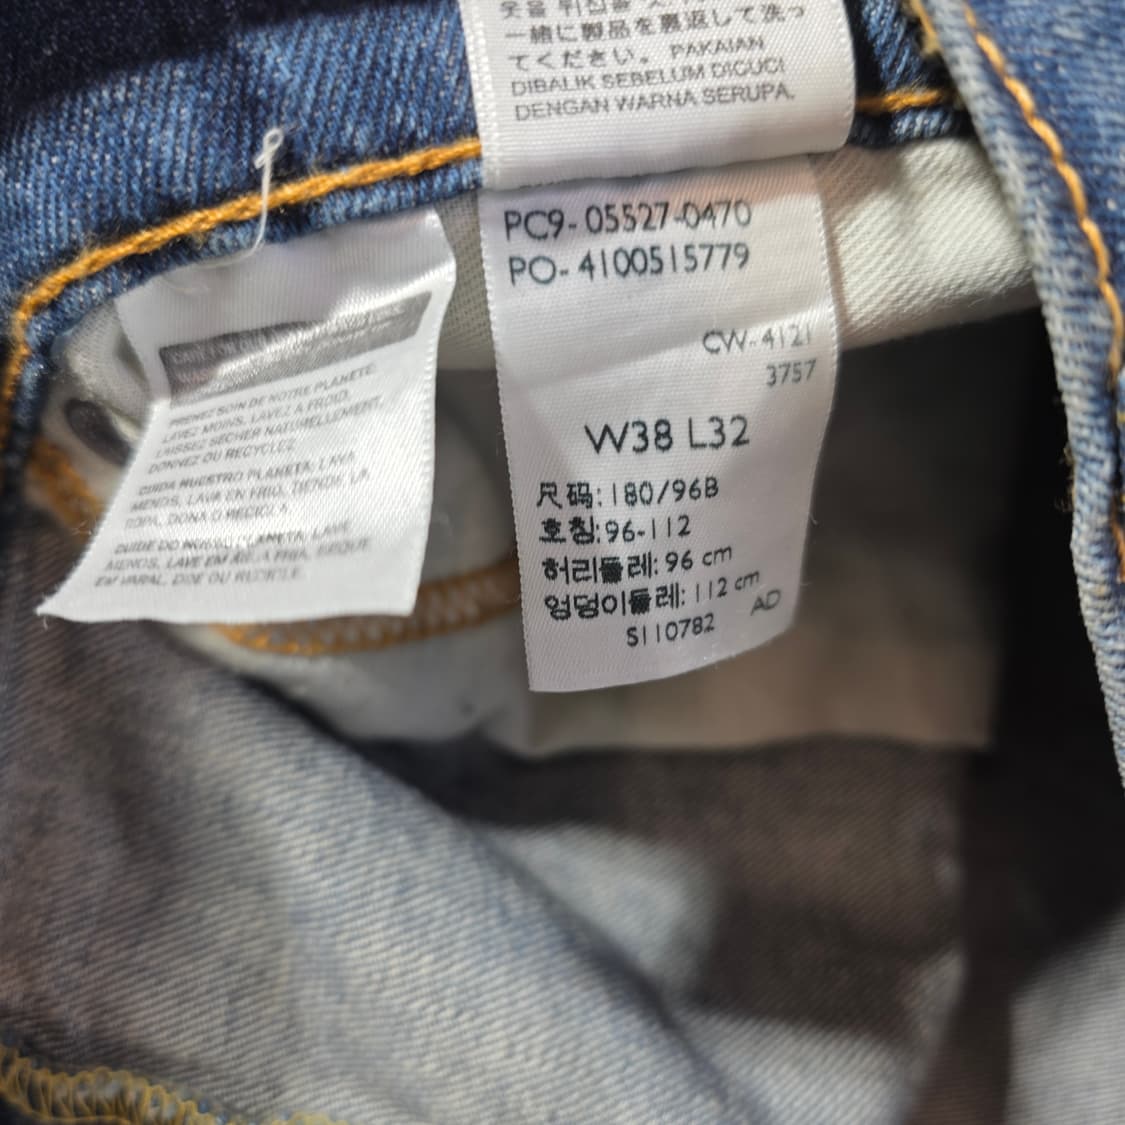 一緒に製品を裏返して洗っ
てください。 PAKAIAN
DIBALIK SEBELUM DICUCI
DENGAN WARNA SERUPA.
PC9-05527-0470
PO-4100515779
CW-4121
3757
W38 L32
尺码:180/96B
호칭:96-112
허리둘레: 96 cm
엉덩이둘레: 112 cm
S110782 AD
PRENEZ SOIN DE NOTRE PLANÈTE
LAVEZ MOINS, LAVEZ À FROID,
LAISSEZ SÉCHER NATURELLEMENT,
DONNEZ OU RECYCLEZ.
CUIDA NUESTRO PLANETA: LAVA
MENOS, LAVA EN FRÍO, TIENDE LA
ROPA, DONA O RECICLA.
CUIDE DO NOSSO PLANETA: LAVE
MENOS, LAVE EM ÁGUA FRIA, SEQUE
EM VARAL, DOE OU RECICLE.